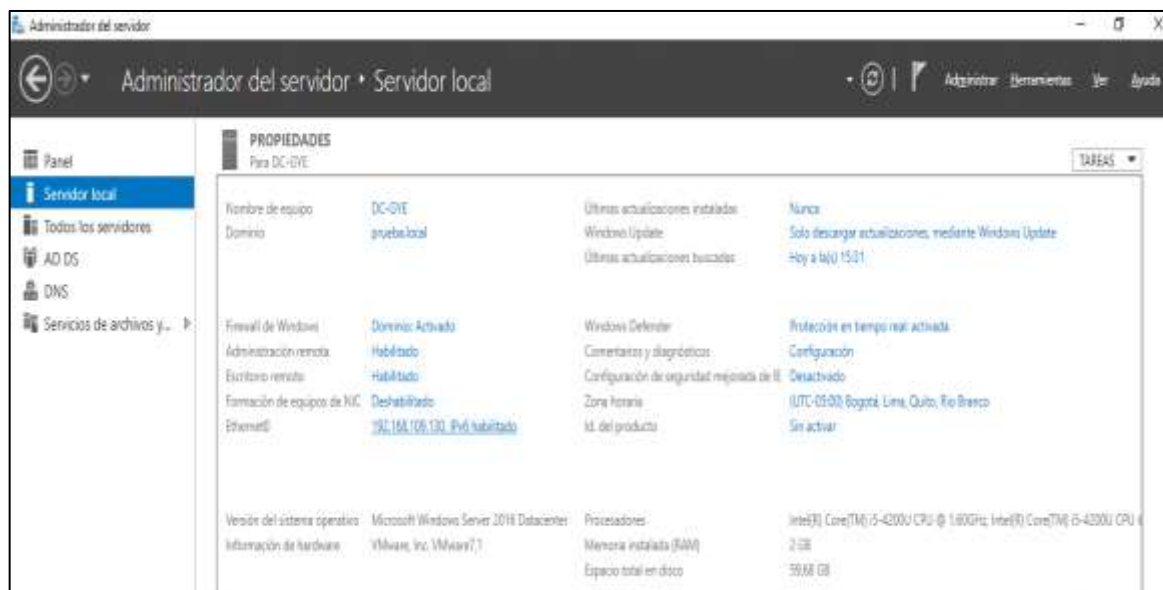 Administrador del servidor
Administrador del servidor • Servidor local
Administrar Herramientas Ver Ayuda
Panel
Servidor local
Todos los servidores
AD DS
DNS
Servicios de archivos y...
PROPIEDADES
Para DC-GYE
TAREAS
Nombre de equipo DC-GYE
Dominio prueba.local
Últimas actualizaciones instaladas Nunca
Windows Update Solo descargar actualizaciones, mediante Windows Update
Últimas actualizaciones buscadas Hoy a la(s) 15:31
Firewall de Windows Dominio: Activado
Administración remota Habilitado
Escritorio remoto Habilitado
Formación de equipos de NIC Deshabilitado
Ethernet0 192.168.109.130, IPv6 habilitado
Windows Defender Protección en tiempo real: activada
Comentarios y diagnósticos Configuración
Configuración de seguridad mejorada de IE Desactivado
Zona horaria (UTC-05:00) Bogotá, Lima, Quito, Rio Branco
Id. del producto Sin activar
Versión del sistema operativo Microsoft Windows Server 2016 Datacenter
Información de hardware VMware, Inc. VMware7,1
Procesadores Intel(R) Core(TM) i5-4200U CPU @ 1.60GHz, Intel(R) Core(TM) i5-4200U CPU
Memoria instalada (RAM) 2 GB
Espacio total en disco 59,68 GB